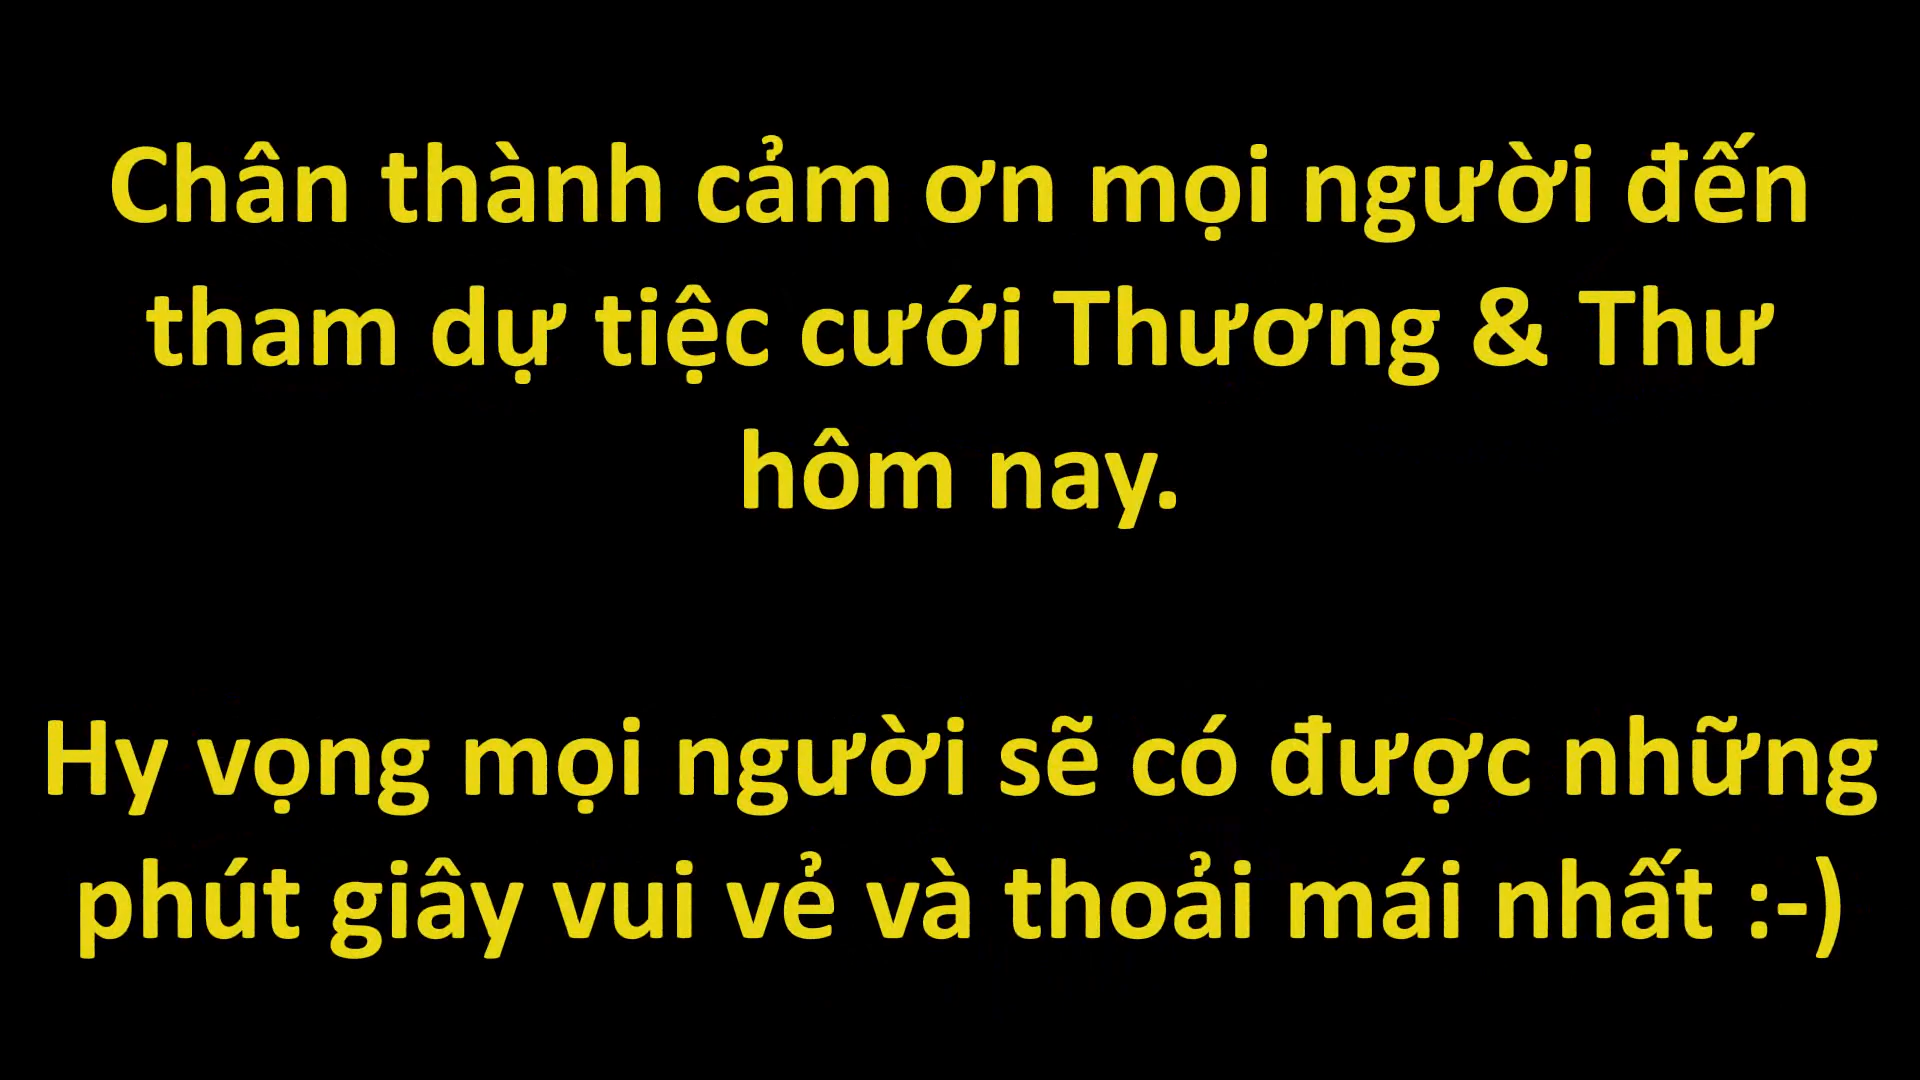 Chân thành cảm ơn mọi người đến
tham dự tiệc cưới Thương & Thư
hôm nay.
Hy vọng mọi người sẽ có được những
phút giây vui vẻ và thoải mái nhất :-)